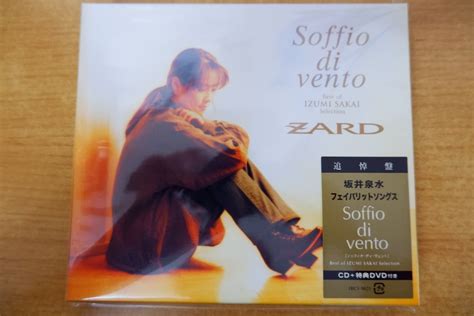 Soffio
di
vento
Best of
IZUMI SAKAI
Selection
ZARD
追悼盤
坂井泉水
フェイバリットソングス
Soffio
di
vento
Best of IZUMI SAKAI Selection
CD+特典DVD付き